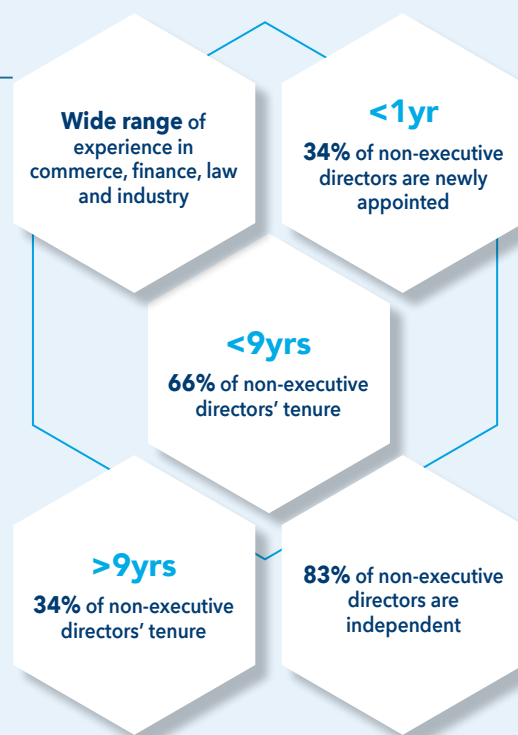 Wide range of
experience in
commerce, finance, law
and industry
<1yr
34% of non-executive
directors are newly
appointed
<9yrs
66% of non-executive
directors’ tenure
>9yrs
34% of non-executive
directors’ tenure
83% of non-executive
directors are
independent